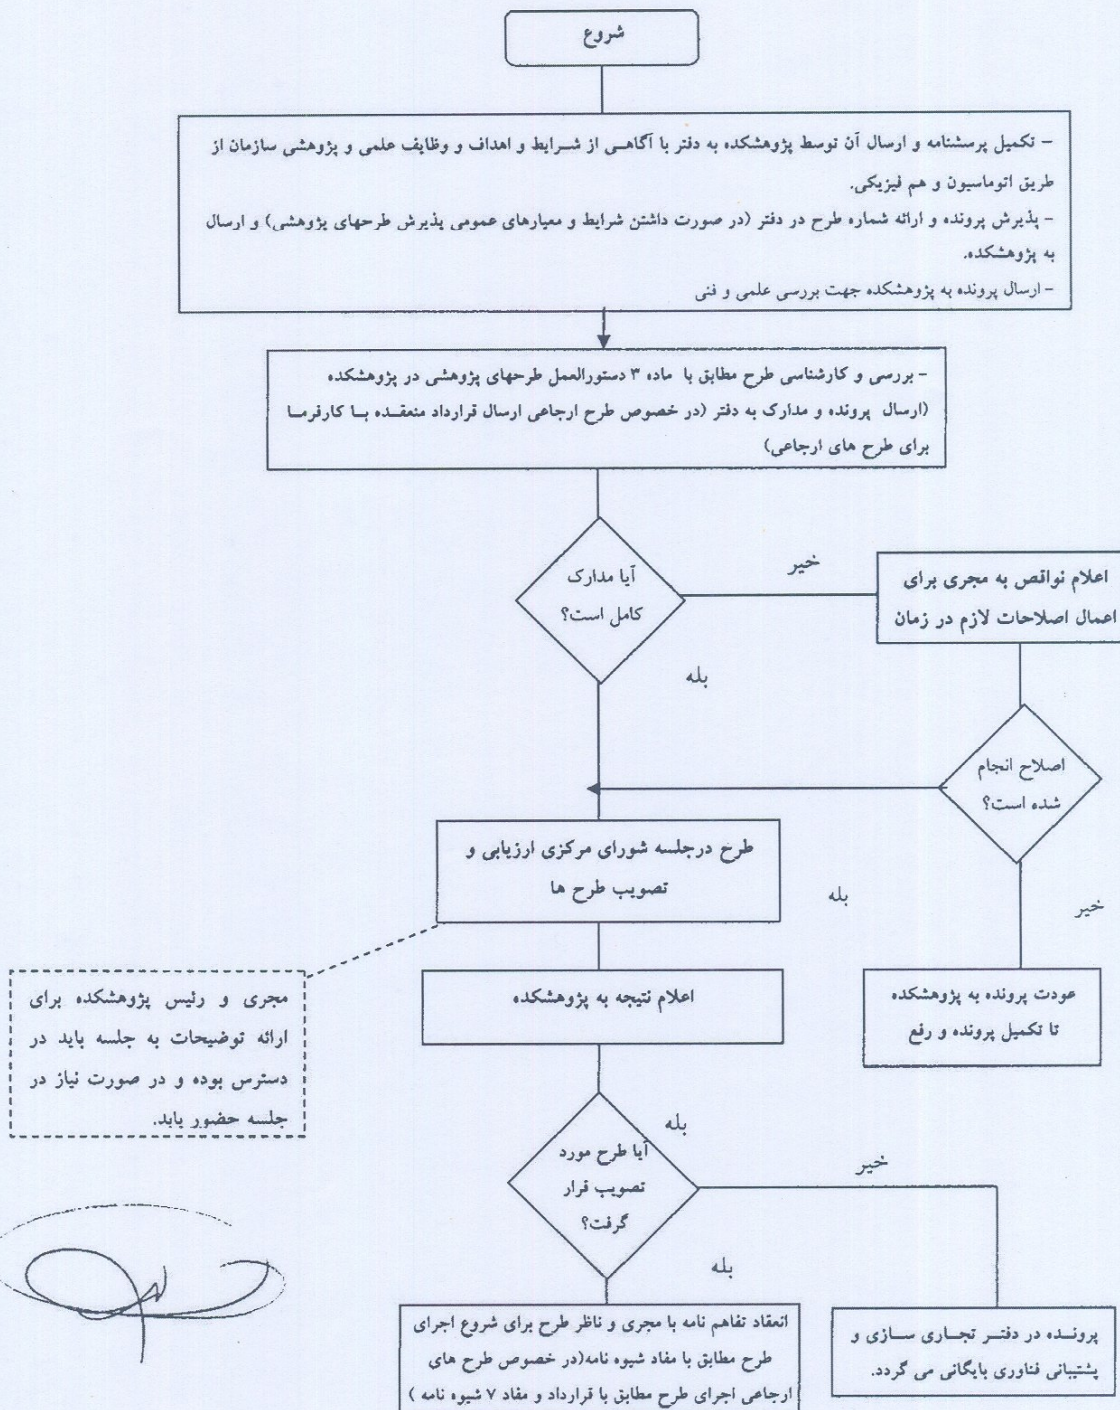 شروع
– تکمیل پرسشنامه و ارسال آن توسط پژوهشکده به دفتر با آگاهی از شرایط و اهداف و وظایف علمی و پژوهشی سازمان از
طریق اتوماسیون و هم فیزیکی.
- پذیرش پرونده و ارائه شماره طرح در دفتر (در صورت داشتن شرایط و معیارهای عمومی پذیرش طرحهای پژوهشی) و ارسال
به پژوهشکده.
- ارسال پرونده به پژوهشکده جهت بررسی علمی و فنی
- بررسی و کارشناسی طرح مطابق با ماده ۳ دستورالعمل طرحهای پژوهشی در پژوهشکده
(ارسال پرونده و مدارک به دفتر (در خصوص طرح ارجاعی ارسال قرارداد منعقده با کارفرما
برای طرح های ارجاعی)
آیا مدارک
کامل است؟
خیر
اعلام نواقص به مجری برای
اعمال اصلاحات لازم در زمان
بله
اصلاح انجام
شده است؟
طرح درجلسه شورای مرکزی ارزیابی و
تصویب طرح ها
بله
خیر
مجری و رئیس پژوهشکده برای
ارائه توضیحات به جلسه باید در
دسترس بوده و در صورت نیاز در
جلسه حضور یابد.
اعلام نتیجه به پژوهشکده
عودت پرونده به پژوهشکده
تا تکمیل پرونده و رفع
بله
آیا طرح مورد
تصویب قرار
گرفت؟
خیر
بله
انعقاد تفاهم نامه با مجری و ناظر طرح برای شروع اجرای
طرح مطابق با مفاد شیوه نامه(در خصوص طرح های
ارجاعی اجرای طرح مطابق با قرارداد و مفاد ۷ شیوه نامه )
پرونده در دفتر تجاری سازی و
پشتیبانی فناوری بایگانی می گردد.